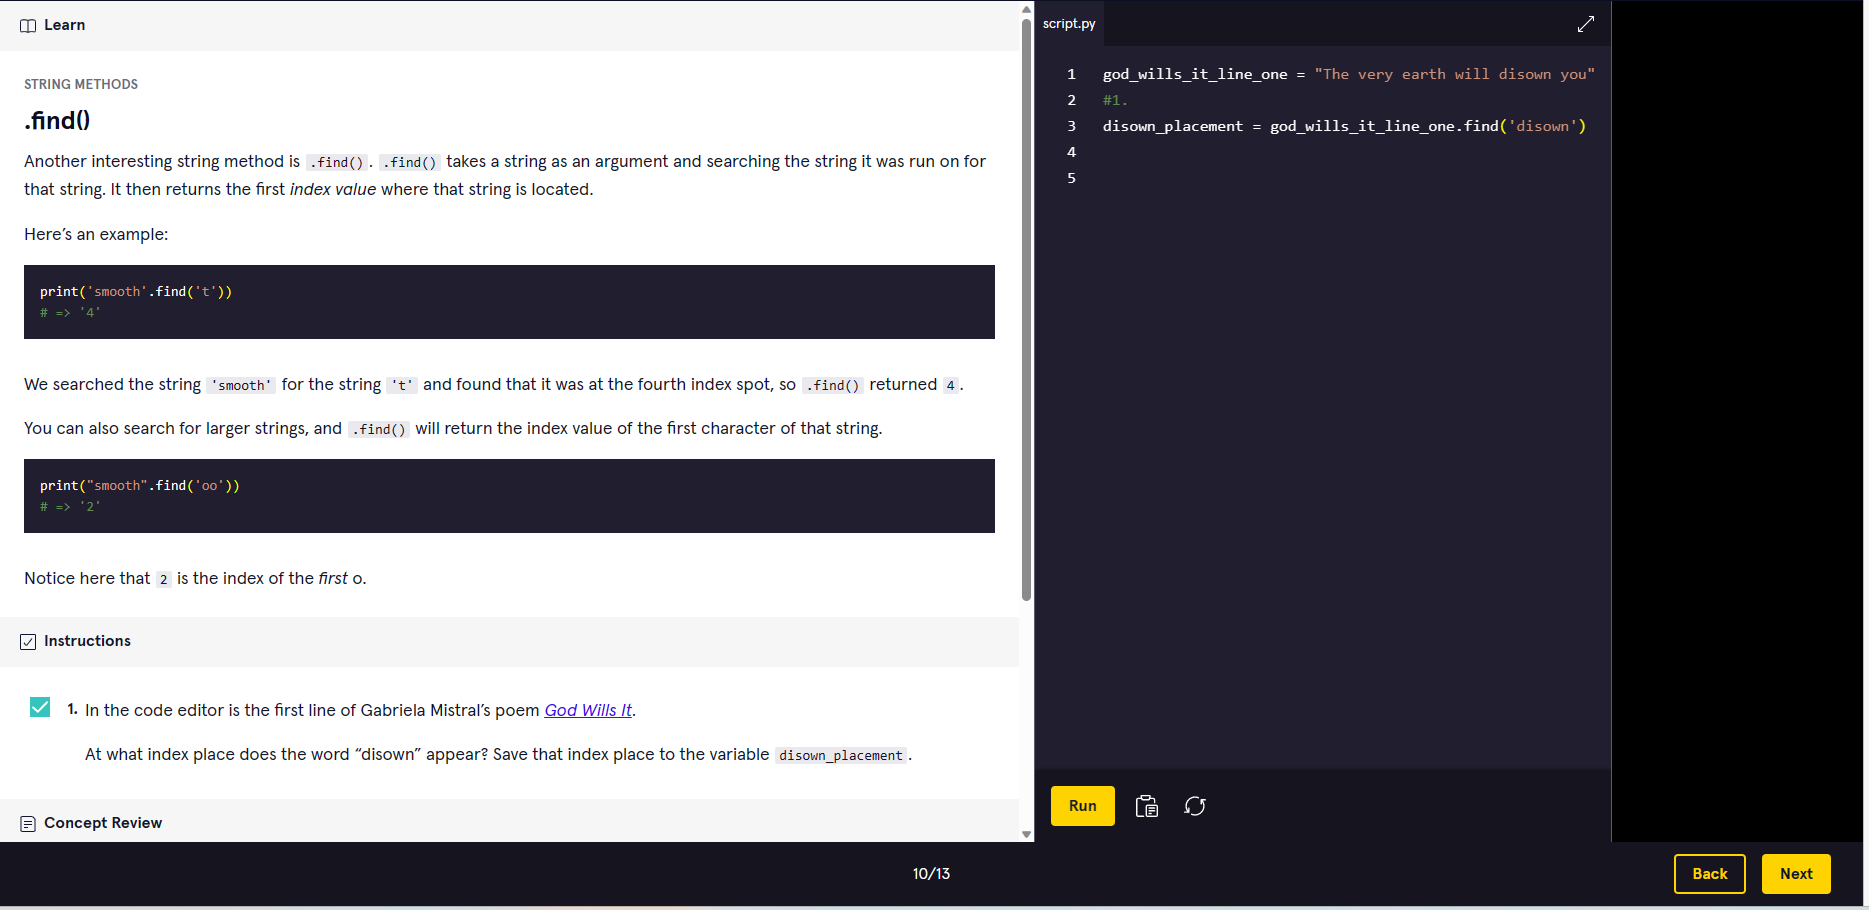 Learn
STRING METHODS
.find()
Another interesting string method is .find(). .find() takes a string as an argument and searching the string it was run on for
that string. It then returns the first index value where that string is located.
Here’s an example:
print('smooth'.find('t'))
# => '4'
We searched the string 'smooth' for the string 't' and found that it was at the fourth index spot, so .find() returned 4.
You can also search for larger strings, and .find() will return the index value of the first character of that string.
print("smooth".find('oo'))
# => '2'
Notice here that 2 is the index of the first o.
Instructions
1. In the code editor is the first line of Gabriela Mistral’s poem God Wills It.
At what index place does the word “disown” appear? Save that index place to the variable disown_placement.
Concept Review
script.py
1 god_wills_it_line_one = "The very earth will disown you"
2 #1.
3 disown_placement = god_wills_it_line_one.find('disown')
4
5
Run
10/13
Back
Next